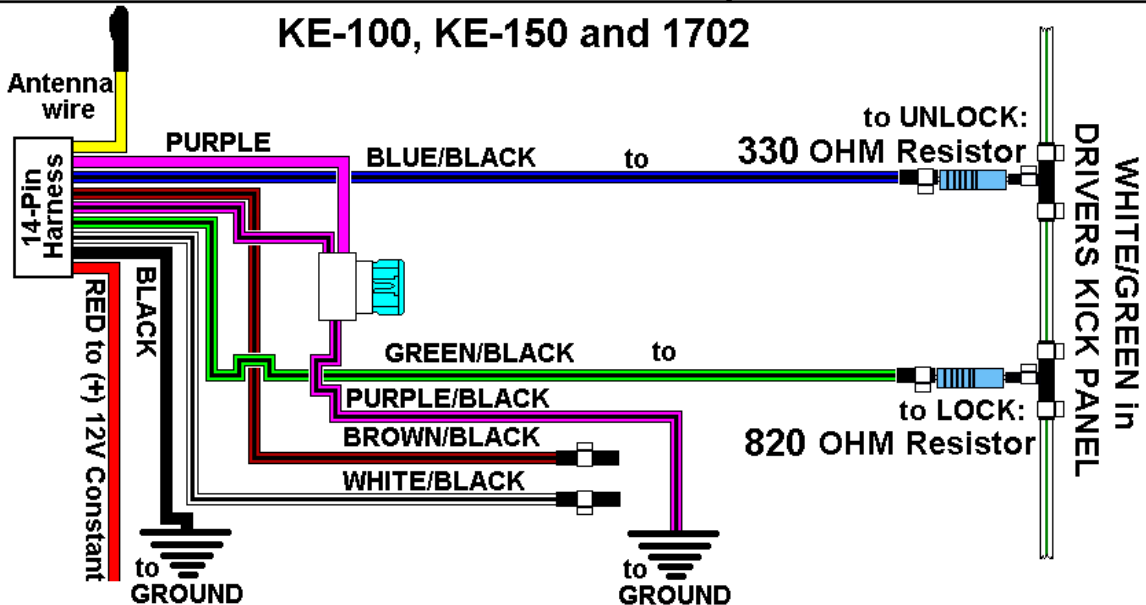 KE-100, KE-150 and 1702
Antenna
wire
14-Pin
Harness
PURPLE
BLUE/BLACK to
to UNLOCK:
330 OHM Resistor
WHITE/GREEN in
DRIVERS KICK PANEL
BLACK
RED to (+) 12V Constant
GREEN/BLACK to
PURPLE/BLACK
to LOCK:
820 OHM Resistor
BROWN/BLACK
WHITE/BLACK
to
GROUND
to
GROUND